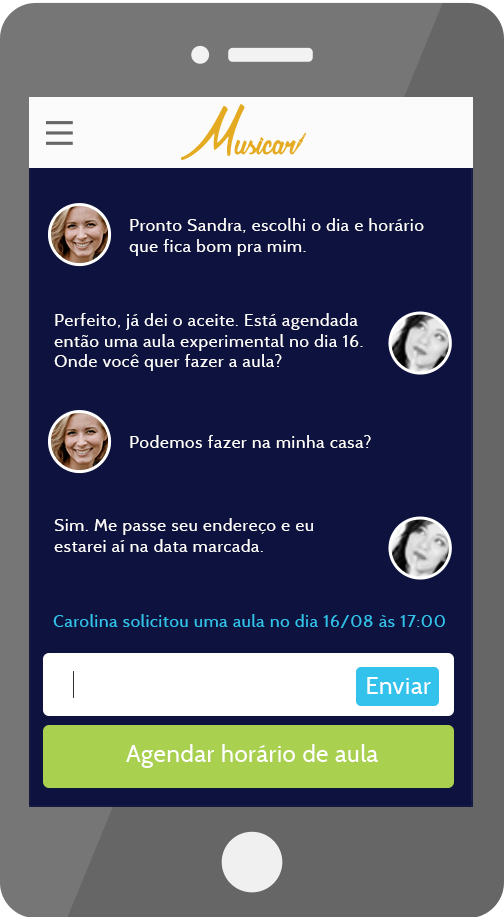 Musicar
Pronto Sandra, escolhi o dia e horário
que fica bom pra mim.
Perfeito, já dei o aceite. Está agendada
então uma aula experimental no dia 16.
Onde você quer fazer a aula?
Podemos fazer na minha casa?
Sim. Me passe seu endereço e eu
estarei aí na data marcada.
Carolina solicitou uma aula no dia 16/08 às 17:00
Enviar
Agendar horário de aula